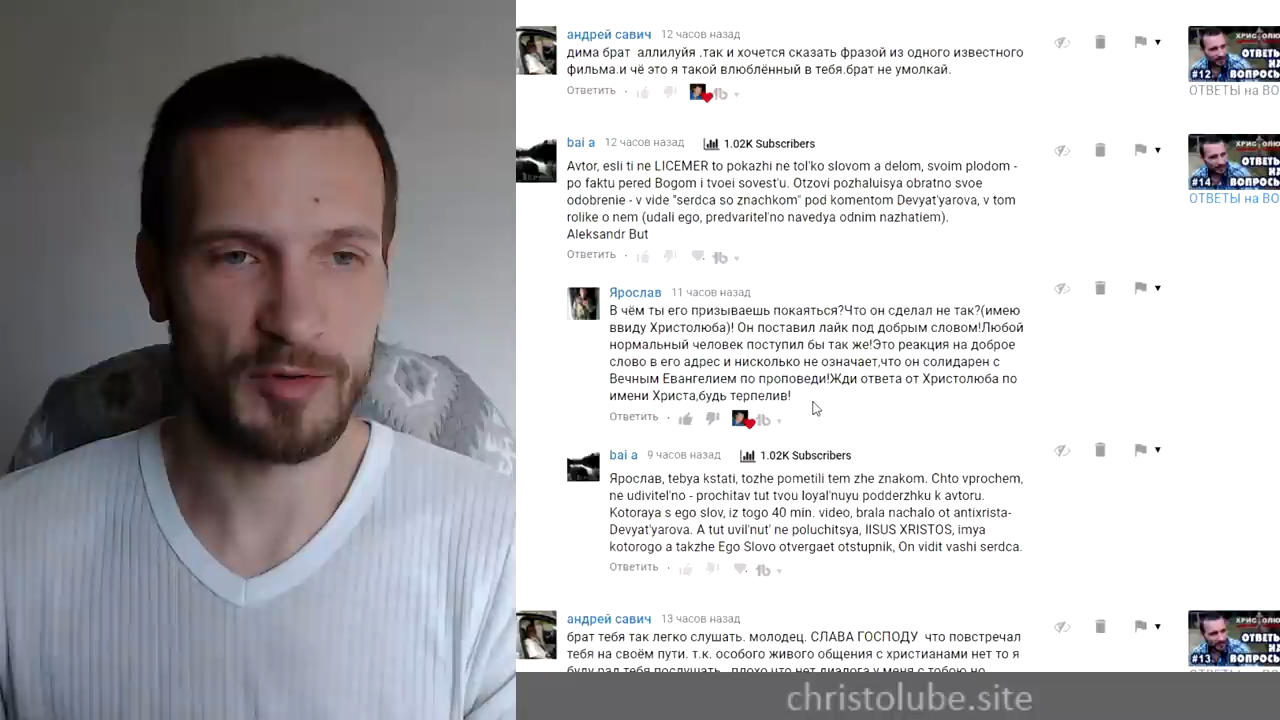 андрей савич 12 часов назад
дима брат аллилуйя .так и хочется сказать фразой из одного известного
фильма.и чё это я такой влюблённый в тебя.брат не умолкай.
Ответить
#12
ОТВЕТЫ на ВО
bai a 12 часов назад 1.02K Subscribers
Avtor, esli ti ne LICEMER to pokazhi ne tol'ko slovom a delom, svoim plodom -
po faktu pered Bogom i tvoei sovest'u. Otzovi pozhaluisya obratno svoe
odobrenie - v vide "serdca so znachkom" pod komentom Devyat'yarova, v tom
rolike o nem (udali ego, predvaritel'no navedya odnim nazhatiem).
Aleksandr But
Ответить
#14
ОТВЕТЫ на ВО
Ярослав 11 часов назад
В чём ты его призываешь покаяться?Что он сделал не так?(имею
ввиду Христолюба)! Он поставил лайк под добрым словом!Любой
нормальный человек поступил бы так же!Это реакция на доброе
слово в его адрес и нисколько не означает,что он солидарен с
Вечным Евангелием по проповеди!Жди ответа от Христолюба по
имени Христа,будь терпелив!
Ответить
bai a 9 часов назад 1.02K Subscribers
Ярослав, tebya kstati, tozhe pometili tem zhe znakom. Chto vprochem,
ne udivitel'no - prochitav tut tvou loyal'nuyu podderzhku k avtoru.
Kotoraya s ego slov, iz togo 40 min. video, brala nachalo ot antixrista-
Devyat'yarova. A tut uvil'nut' ne poluchitsya, IISUS XRISTOS, imya
kotorogo a takzhe Ego Slovo otvergaet otstupnik, On vidit vashi serdca.
Ответить
андрей савич 13 часов назад
брат тебя так легко слушать. молодец. СЛАВА ГОСПОДУ что повстречал
тебя на своём пути. т.к. особого живого общения с христианами нет то я
#13
christolube.site